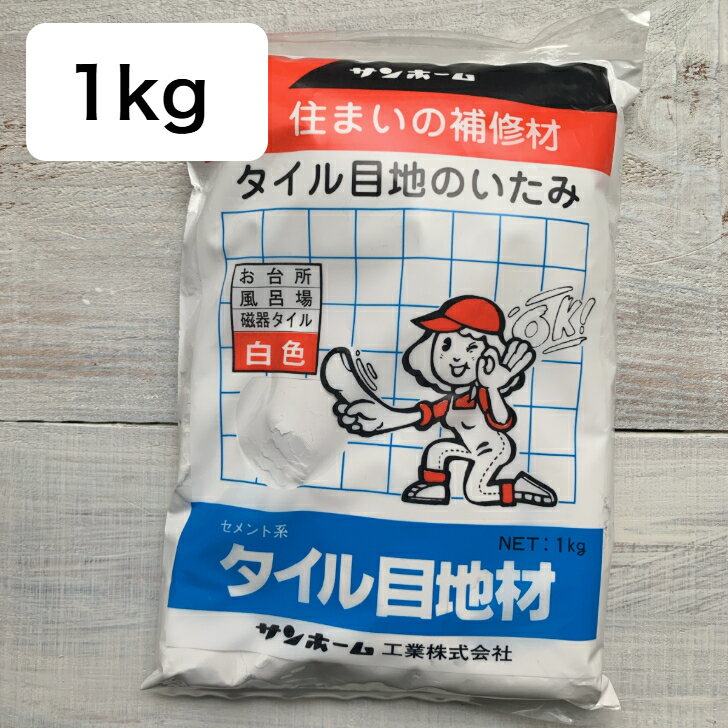 1kg
サンホーム
住まいの補修材
タイル目地のいたみ
お台所
風呂場
磁器タイル
白色
OK!
セメント系
NET:1kg
タイル目地材
サンホーム工業株式会社